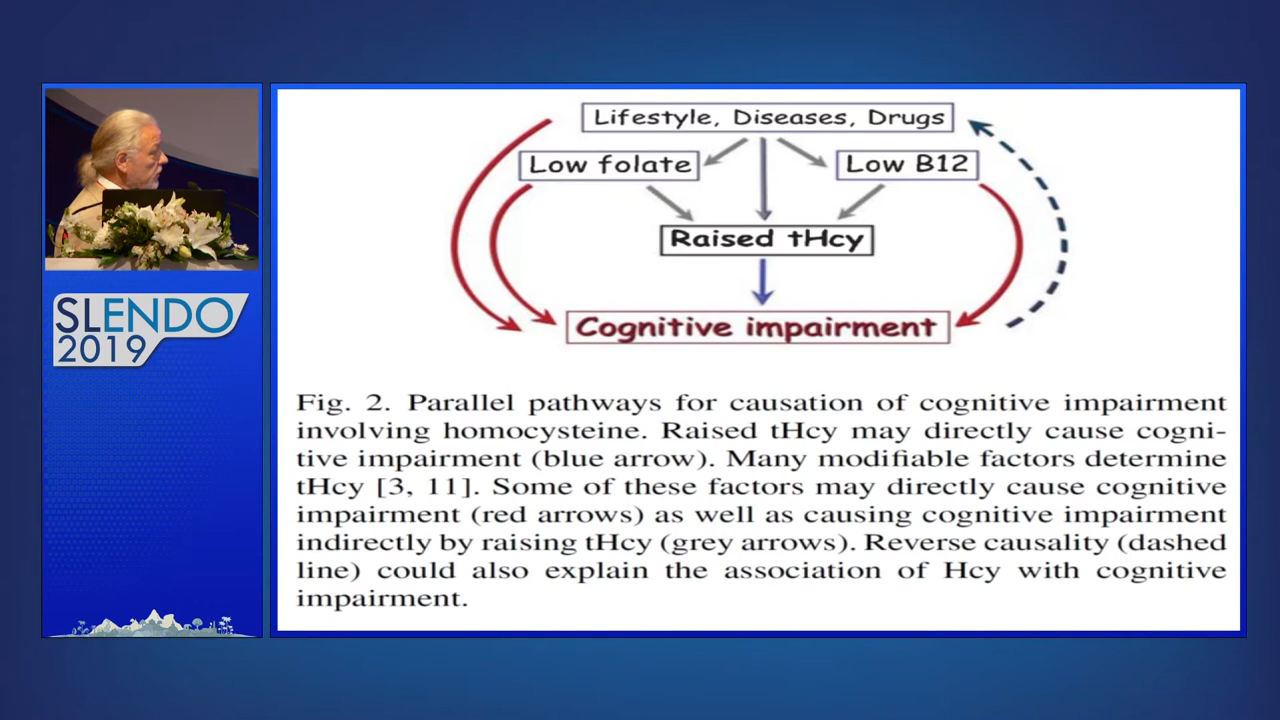 SLENDO
2019
Lifestyle, Diseases, Drugs
Low folate
Low B12
Raised tHcy
Cognitive impairment
Fig. 2. Parallel pathways for causation of cognitive impairment
involving homocysteine. Raised tHcy may directly cause cogni-
tive impairment (blue arrow). Many modifiable factors determine
tHcy [3, 11]. Some of these factors may directly cause cognitive
impairment (red arrows) as well as causing cognitive impairment
indirectly by raising tHcy (grey arrows). Reverse causality (dashed
line) could also explain the association of Hcy with cognitive
impairment.